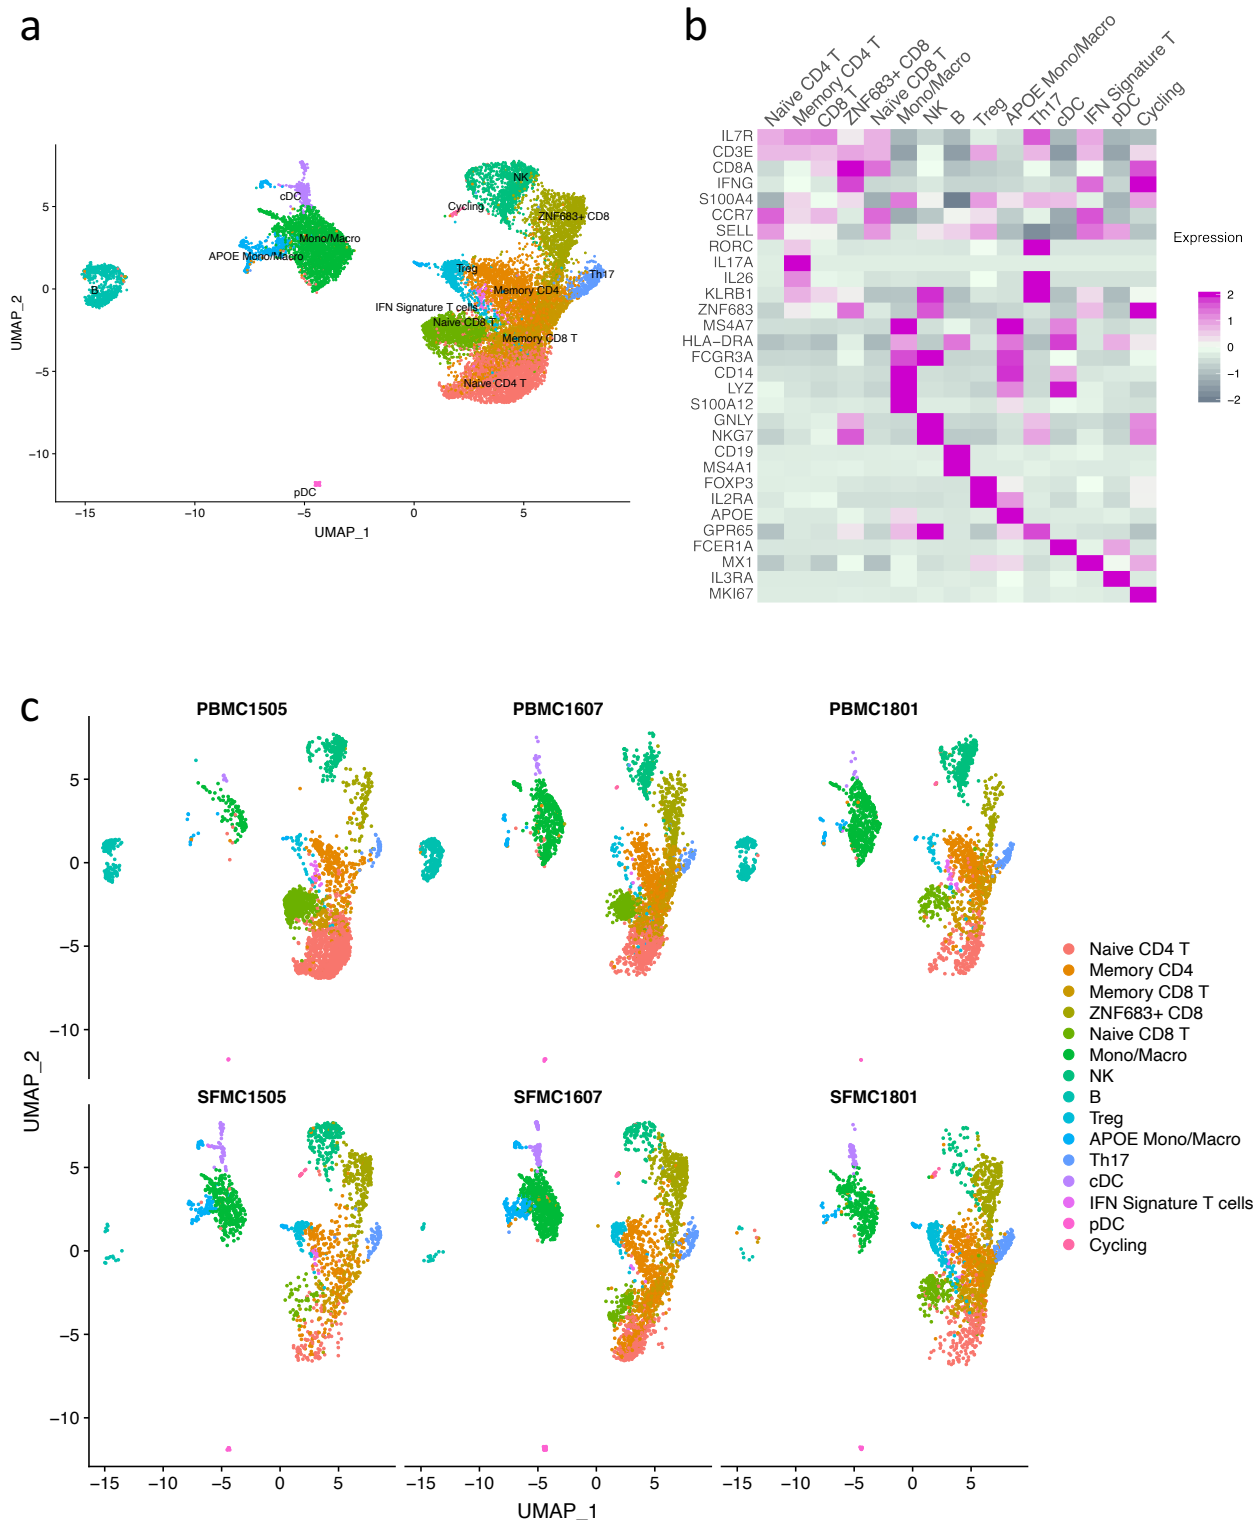 a
5
0
−5
−10
−15
−10
−5
0
5
UMAP_2
UMAP_1
NK
Cycling
ZNF683+ CD8
cDC
Mono/Macro
APOE Mono/Macro
Treg
Th17
B
Memory CD4
IFN Signature T cells
Naive CD8 T
Memory CD8 T
Naive CD4 T
pDC
b
Naïve CD4 T
Memory CD4 T
CD8 T
ZNF683+ CD8
Naïve CD8 T
Mono/Macro
NK
B
Treg
APOE Mono/Macro
Th17
cDC
IFN Signature T
pDC
Cycling
IL7R
CD3E
CD8A
IFNG
S100A4
CCR7
SELL
RORC
IL17A
IL26
KLRB1
ZNF683
MS4A7
HLA−DRA
FCGR3A
CD14
LYZ
S100A12
GNLY
NKG7
CD19
MS4A1
FOXP3
IL2RA
APOE
GPR65
FCER1A
MX1
IL3RA
MKI67
Expression
2
1
0
−1
−2
c
PBMC1505
PBMC1607
PBMC1801
5
0
−5
−10
SFMC1505
SFMC1607
SFMC1801
5
0
−5
−10
−15
−10
−5
0
5
−15
−10
−5
0
5
−15
−10
−5
0
5
UMAP_2
UMAP_1
Naive CD4 T
Memory CD4
Memory CD8 T
ZNF683+ CD8
Naive CD8 T
Mono/Macro
NK
B
Treg
APOE Mono/Macro
Th17
cDC
IFN Signature T cells
pDC
Cycling